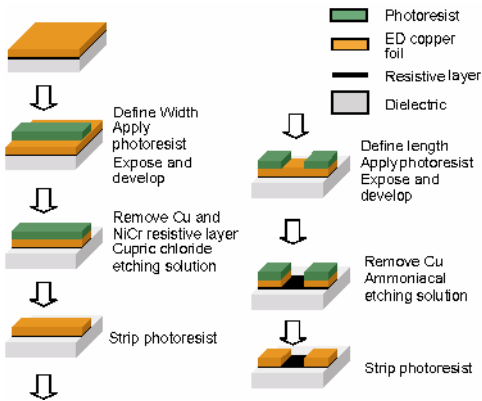 Photoresist
ED copper
foil
Resistive layer
Dielectric
Define Width
Apply
photoresist
Expose and
develop
Remove Cu and
NiCr resistive layer
Cupric chloride
etching solution
Strip photoresist
Define length
Apply photoresist
Expose and
develop
Remove Cu
Ammoniacal
etching solution
Strip photoresist